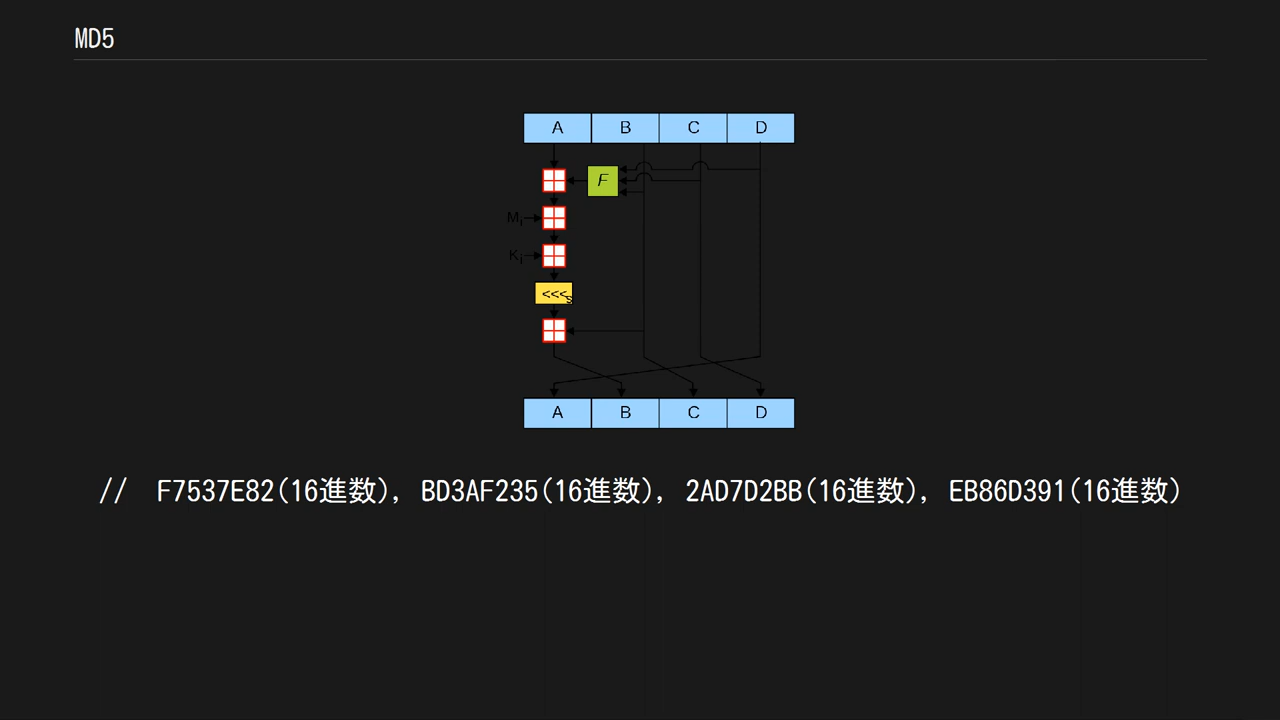 MD5
A B C D
F
Mi
Ki
<<<s
A B C D
// F7537E82(16進数), BD3AF235(16進数), 2AD7D2BB(16進数), EB86D391(16進数)